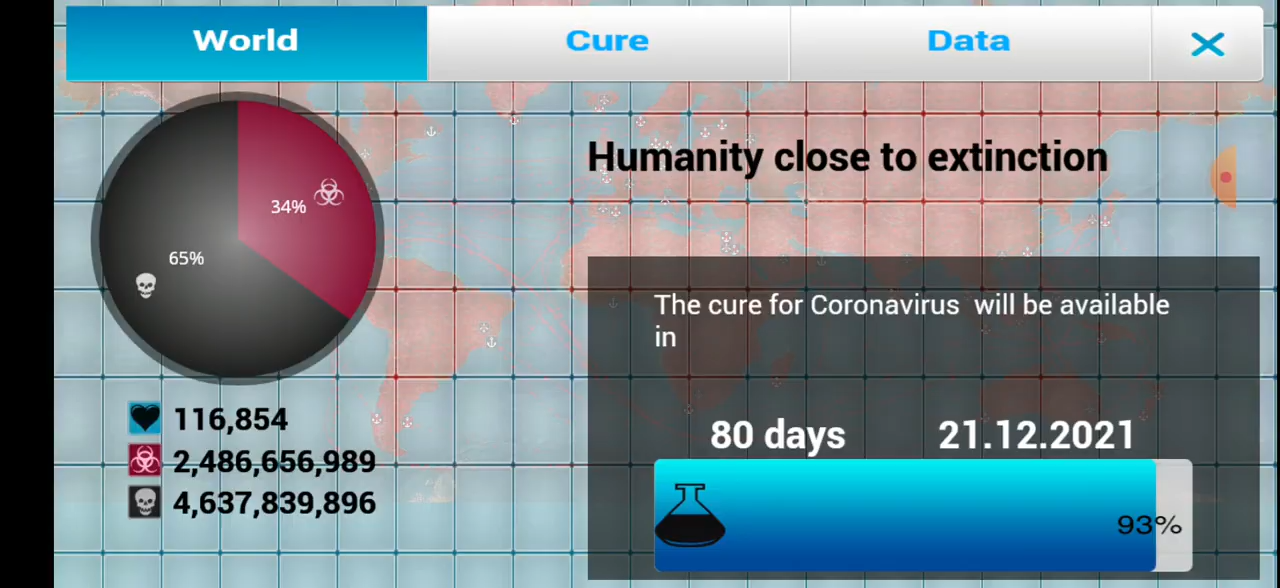 World
Cure
Data
34%
65%
116,854
2,486,656,989
4,637,839,896
Humanity close to extinction
The cure for Coronavirus will be available
in
80 days
21.12.2021
93%